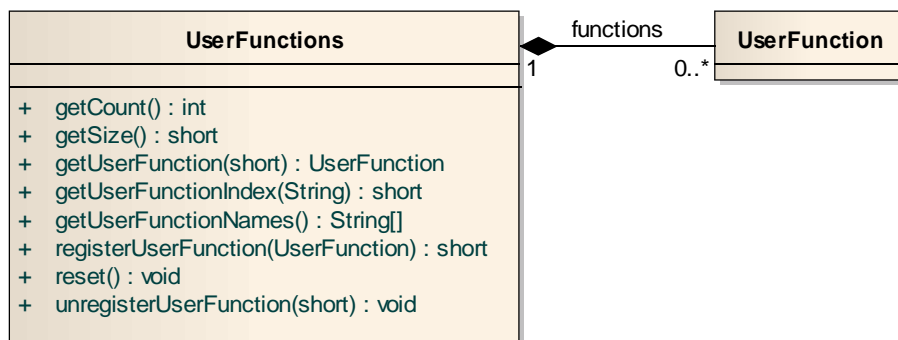 UserFunctions
functions
UserFunction
1
0..*
+ getCount() : int
+ getSize() : short
+ getUserFunction(short) : UserFunction
+ getUserFunctionIndex(String) : short
+ getUserFunctionNames() : String[]
+ registerUserFunction(UserFunction) : short
+ reset() : void
+ unregisterUserFunction(short) : void